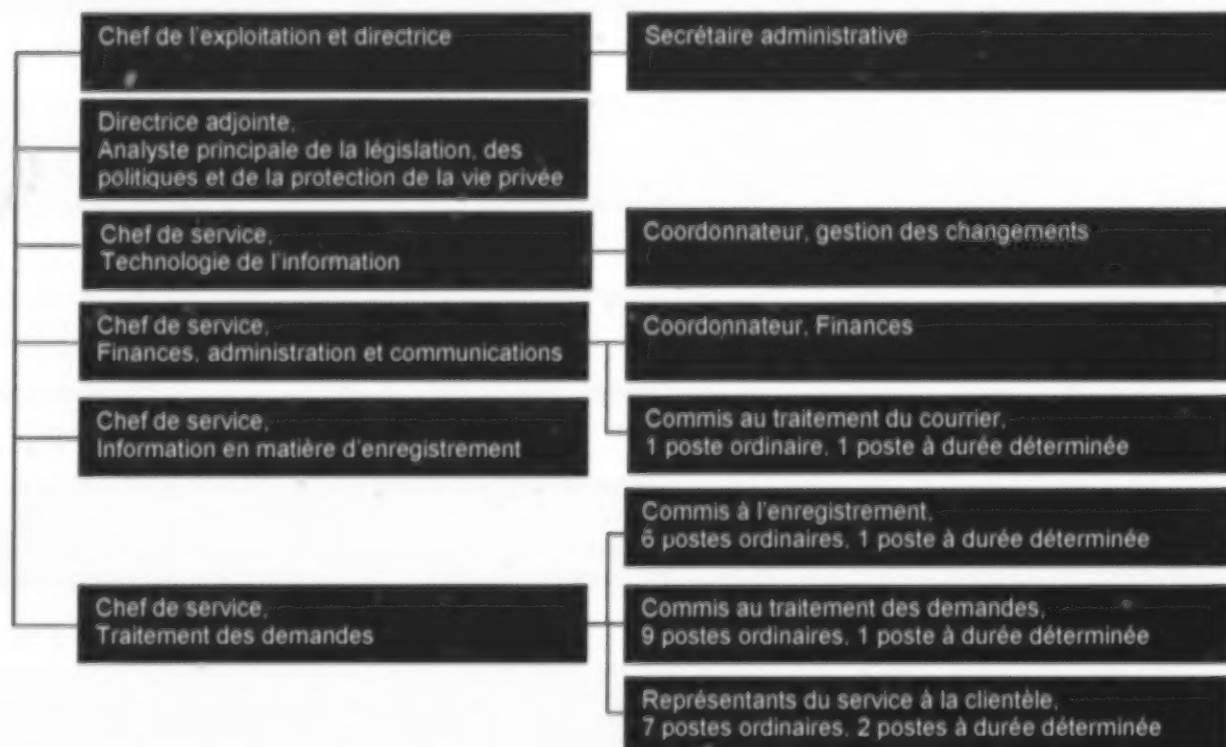 Chef de l'exploitation et directrice
Secrétaire administrative
Directrice adjointe,
Analyste principale de la législation, des
politiques et de la protection de la vie privée
Chef de service,
Technologie de l'information
Coordonnateur, gestion des changements
Chef de service,
Finances, administration et communications
Coordonnateur, Finances
Commis au traitement du courrier,
1 poste ordinaire, 1 poste à durée déterminée
Chef de service,
Information en matière d'enregistrement
Commis à l'enregistrement,
6 postes ordinaires, 1 poste à durée déterminée
Chef de service,
Traitement des demandes
Commis au traitement des demandes,
9 postes ordinaires, 1 poste à durée déterminée
Représentants du service à la clientèle,
7 postes ordinaires, 2 postes à durée déterminée